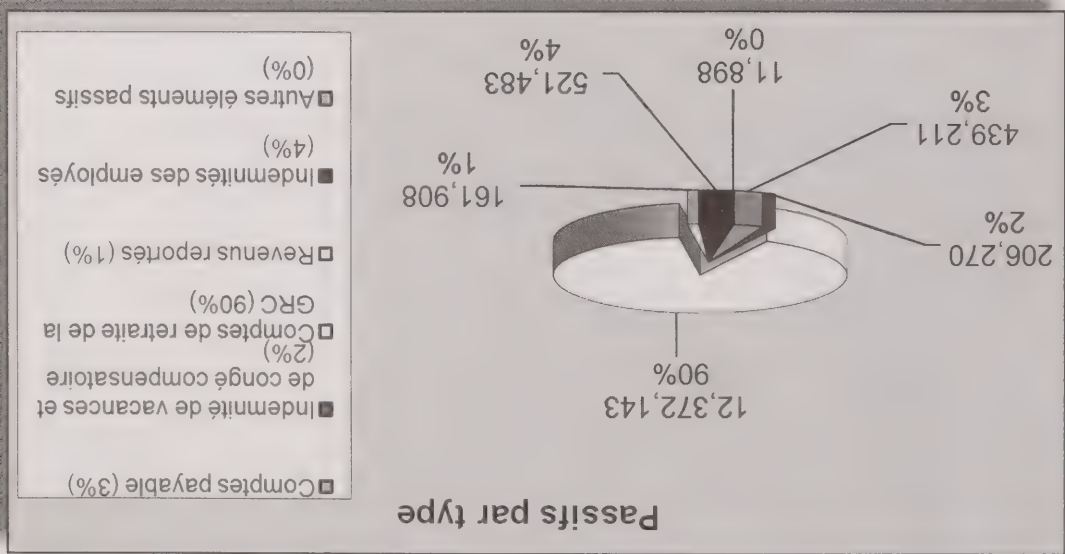 Passifs par type
12,372,143
90%
206,270
2%
161,908
1%
439,211
3%
11,898
0%
521,483
4%
Comptes payable (3%)
Indemnité de vacances et
de congé compensatoire
(2%)
Comptes de retraite de la
GRC (90%)
Revenus reportés (1%)
Indemnités des employés
(4%)
Autres éléments passifs
(0%)